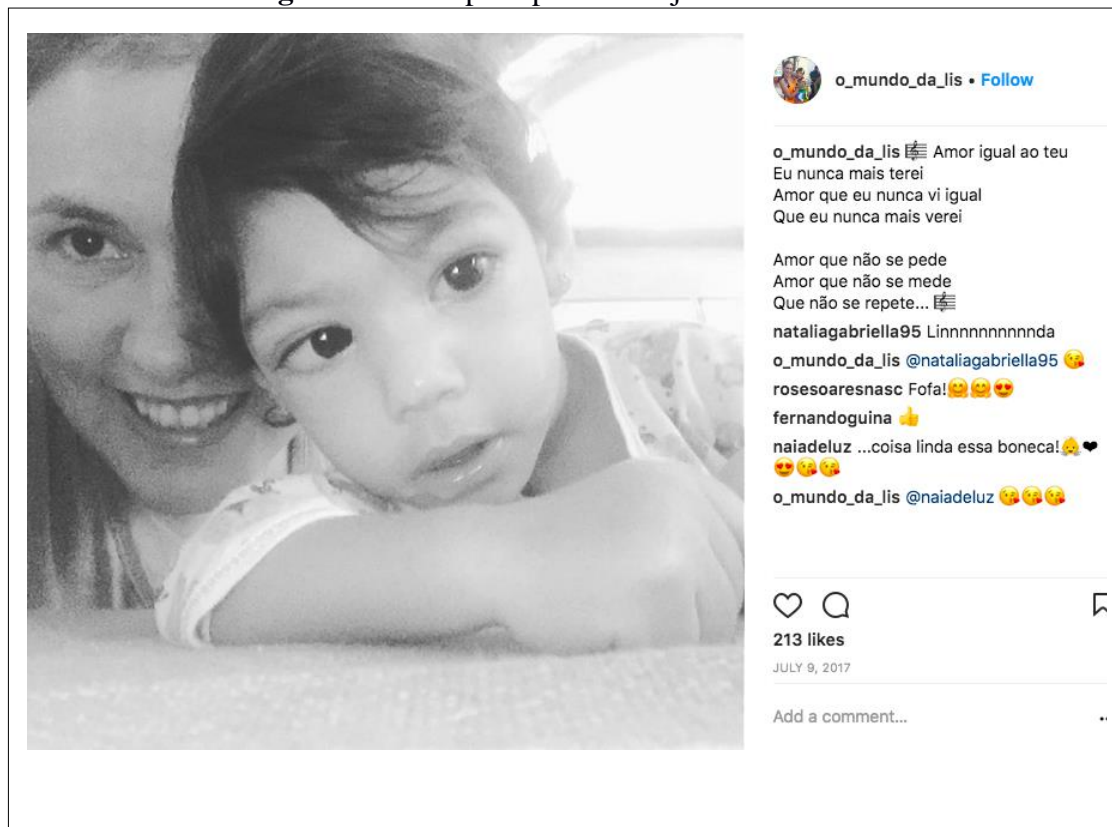 o_mundo_da_lis • Follow
o_mundo_da_lis 🎼 Amor igual ao teu
Eu nunca mais terei
Amor que eu nunca vi igual
Que eu nunca mais verei
Amor que não se pede
Amor que não se mede
Que não se repete... 🎼
nataliagabriella95 Linnnnnnnnnnda
o_mundo_da_lis @nataliagabriella95 😘
rosesoaresnasc Fofa!🤗🤗😍
fernandoguina 👍
naiadeluz ...coisa linda essa boneca!👸❤
😍😘😘
o_mundo_da_lis @naiadeluz 😘😘😘
213 likes
JULY 9, 2017
Add a comment...